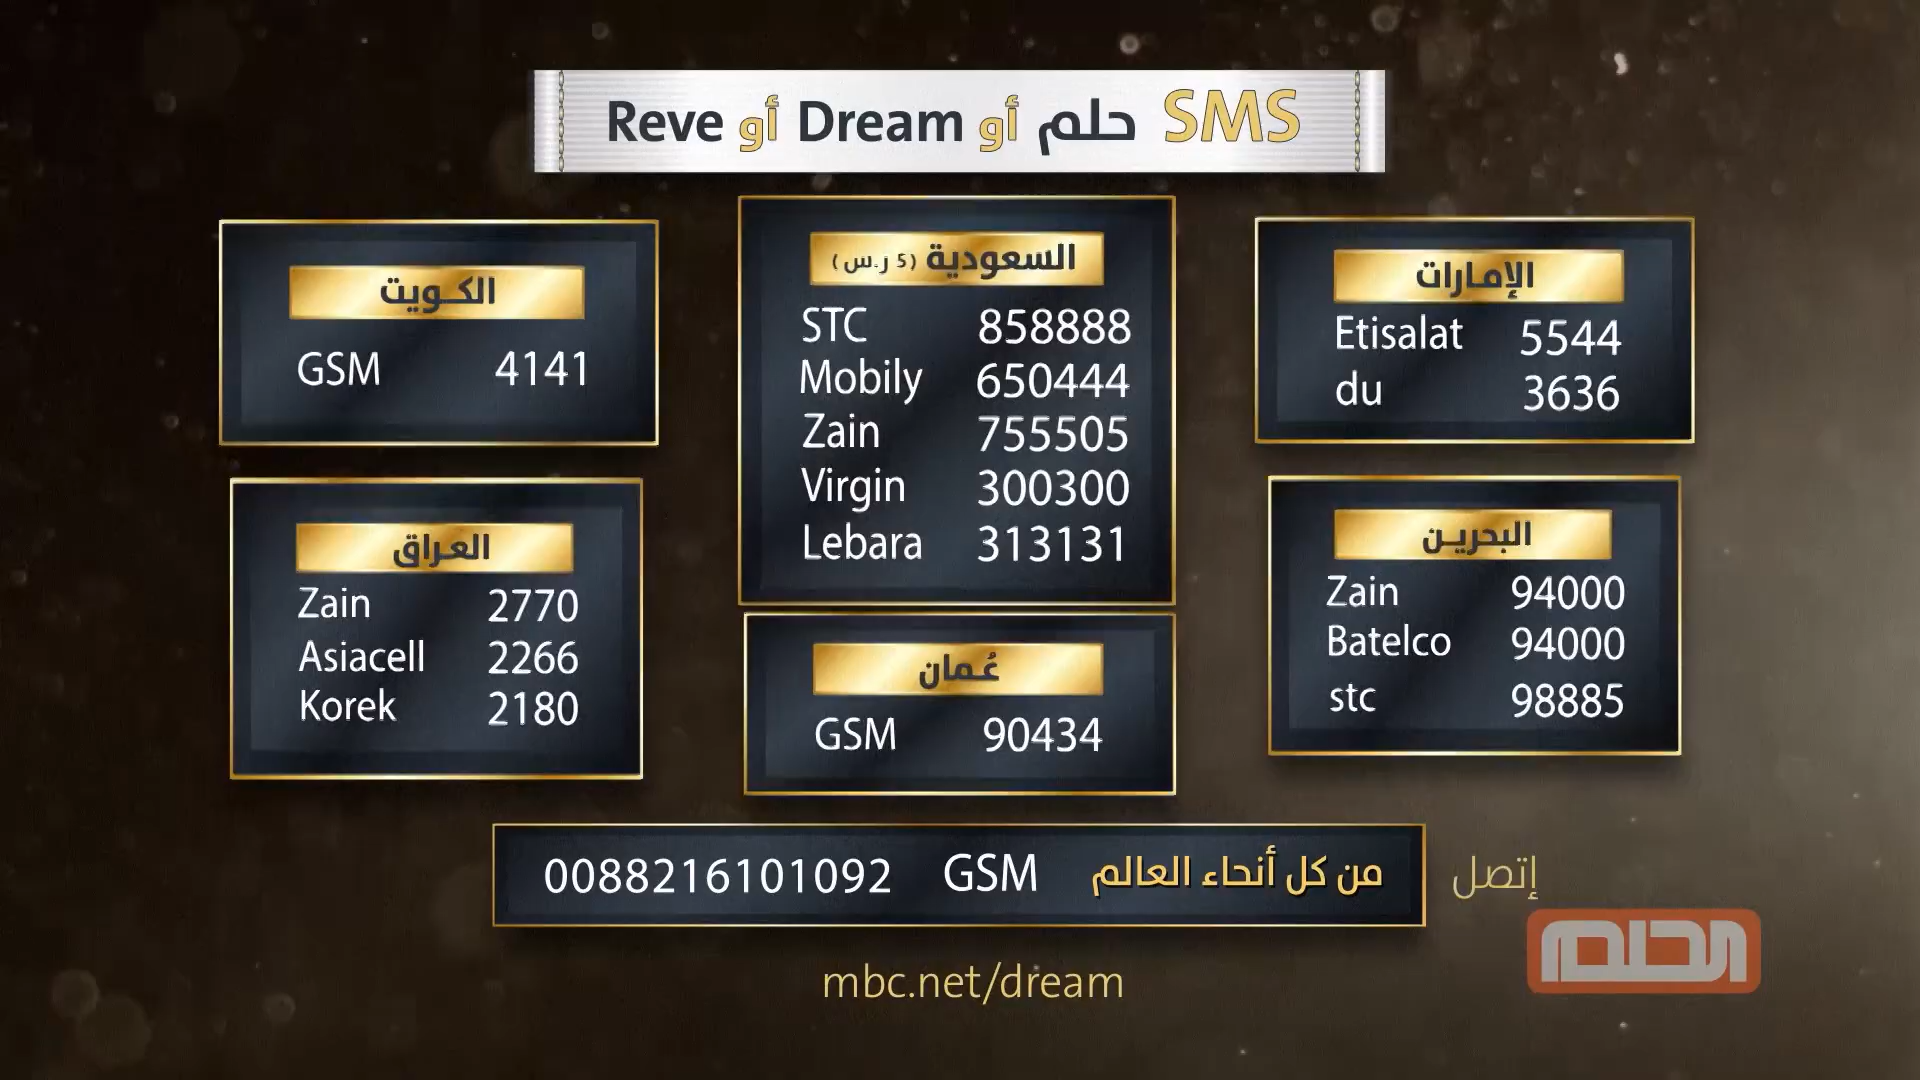 SMS حلم أو Dream أو Reve
الإمارات
Etisalat 5544
du 3636
السعودية (5 ر.س)
STC 858888
Mobily 650444
Zain 755505
Virgin 300300
Lebara 313131
الكويت
GSM 4141
البحرين
Zain 94000
Batelco 94000
stc 98885
عُمان
GSM 90434
العراق
Zain 2770
Asiacell 2266
Korek 2180
إتصل من كل أنحاء العالم GSM 0088216101092
الحلم
mbc.net/dream